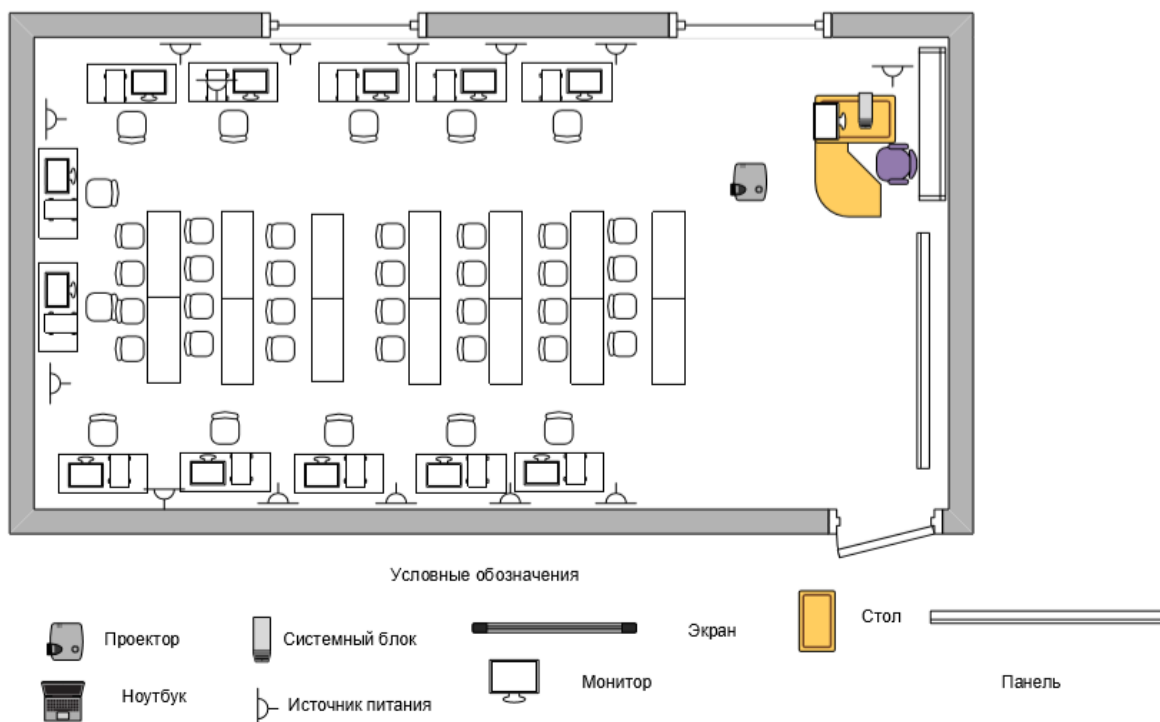 Условные обозначения
Проектор
Системный блок
Экран
Стол
Ноутбук
Источник питания
Монитор
Панель